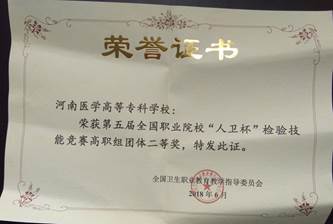 荣誉证书
河南医学高等专科学校：
荣获第五届全国职业院校“人卫杯”检验技
能竞赛高职组团体二等奖，特发此证。
全国卫生职业教育教学指导委员会
2018年6月